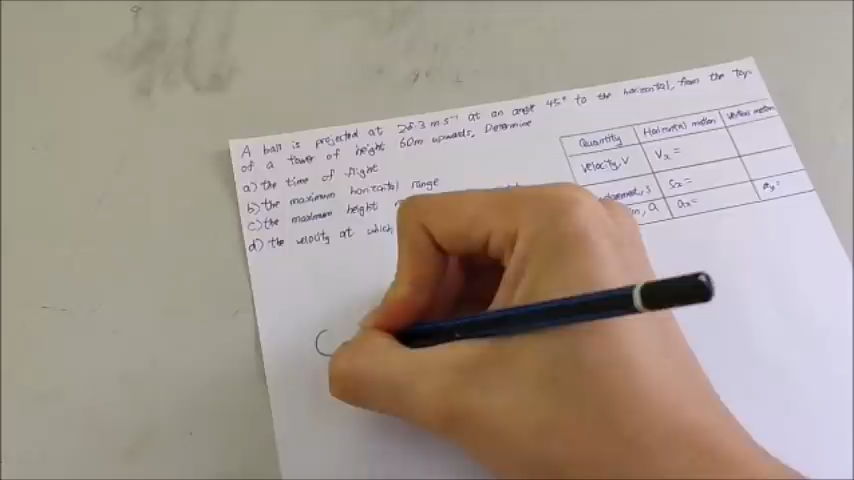 A ball is projected at 28.3 m s⁻¹ at an angle 45° to the horizontal, from the top
of a tower of height 60m upwards. Determine
a) the time of flight
b) the maximum horizontal range
c) the maximum height
d) the velocity at which
Quantity Horizontal motion Vertical motion
Velocity, V Vx =
s Sx =
a ax= ay=